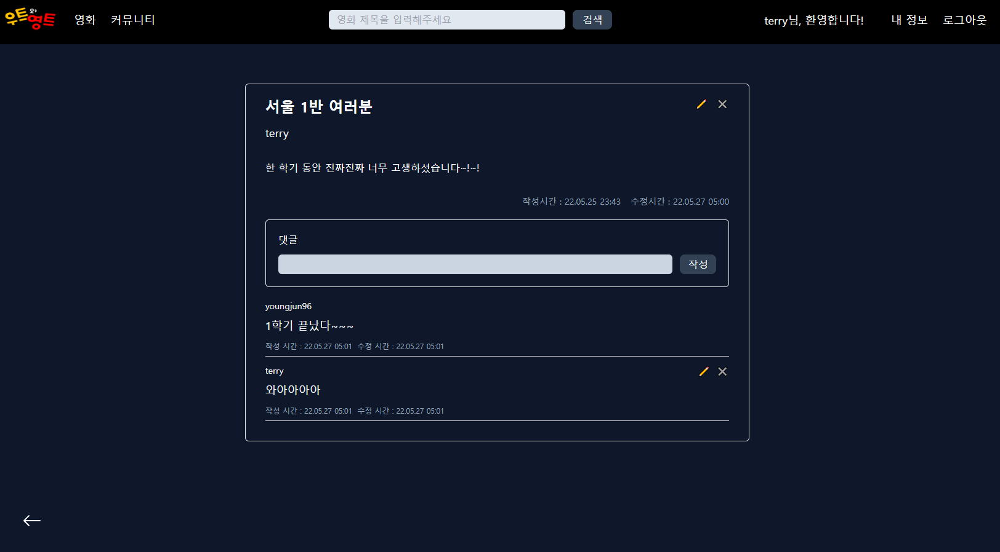 우트와영트
영화 커뮤니티 영화 제목을 입력해주세요 검색 terry님, 환영합니다! 내 정보 로그아웃
서울 1반 여러분
terry
한 학기 동안 진짜진짜 너무 고생하셨습니다~!~!
작성시간 : 22.05.25 23:43 수정시간 : 22.05.27 05:00
댓글
작성
youngjun96
1학기 끝났다~~~
작성 시간 : 22.05.27 05:01 수정 시간 : 22.05.27 05:01
terry
와아아아아
작성 시간 : 22.05.27 05:01 수정 시간 : 22.05.27 05:01